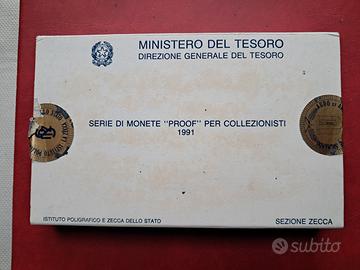 MINISTERO DEL TESORO
DIREZIONE GENERALE DEL TESORO
SERIE DI MONETE "PROOF" PER COLLEZIONISTI
1991
ISTITUTO POLIGRAFICO E ZECCA DELLO STATO
SEZIONE ZECCA
subito